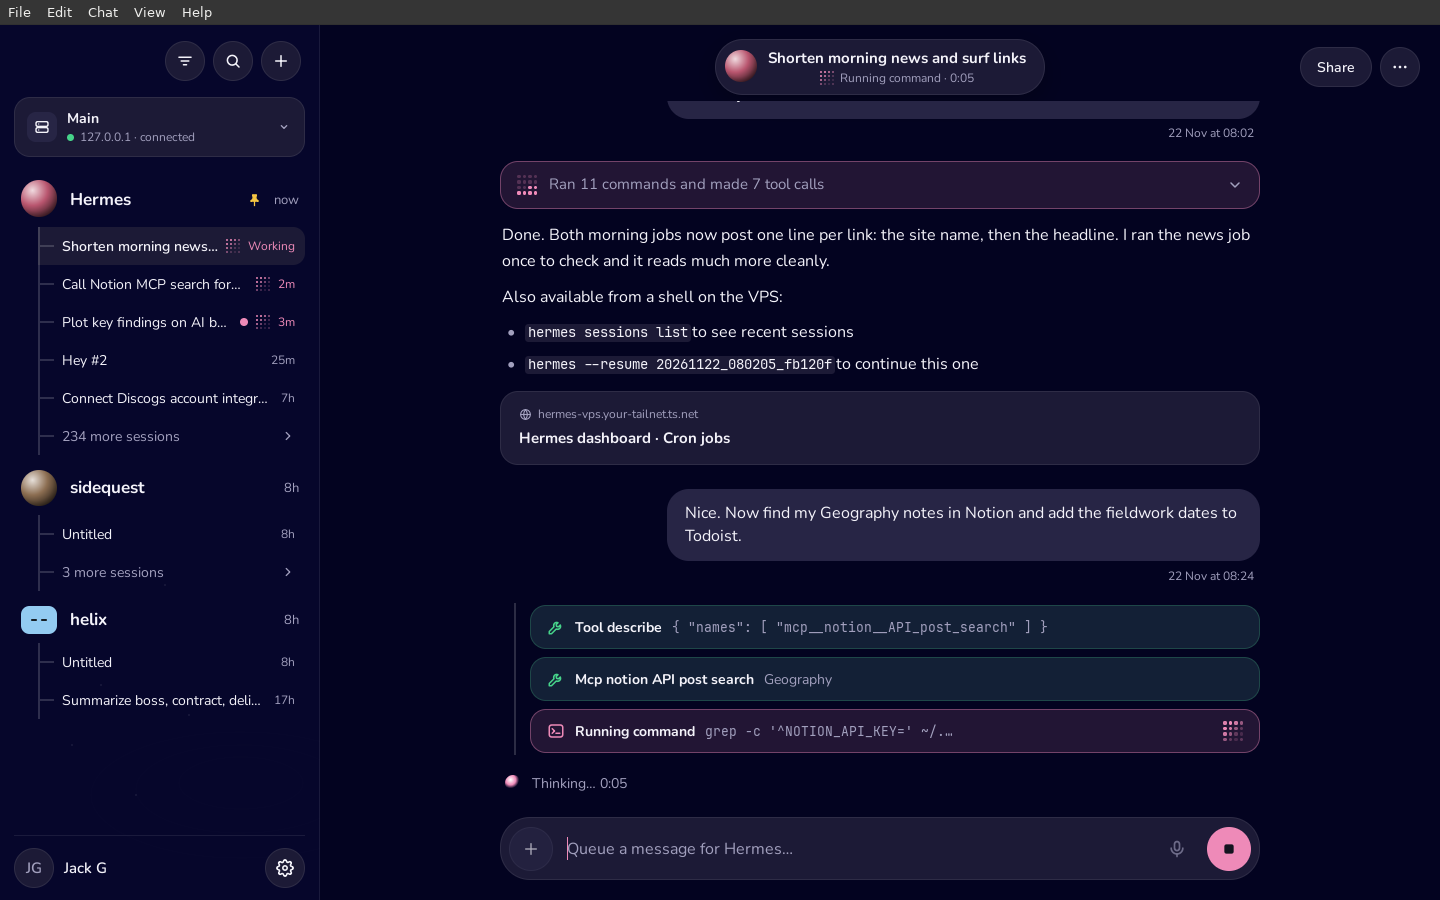 File Edit Chat View Help
Main
127.0.0.1 · connected
Hermes
now
Shorten morning news...
Working
Call Notion MCP search for...
2m
Plot key findings on AI b...
3m
Hey #2
25m
Connect Discogs account integr...
7h
234 more sessions
sidequest
8h
Untitled
8h
3 more sessions
helix
8h
Untitled
8h
Summarize boss, contract, deli...
17h
JG
Jack G
Shorten morning news and surf links
Running command · 0:05
Share
22 Nov at 08:02
Ran 11 commands and made 7 tool calls
Done. Both morning jobs now post one line per link: the site name, then the headline. I ran the news job
once to check and it reads much more cleanly.
Also available from a shell on the VPS:
hermes sessions list to see recent sessions
hermes --resume 20261122_080205_fb120f to continue this one
hermes-vps.your-tailnet.ts.net
Hermes dashboard · Cron jobs
Nice. Now find my Geography notes in Notion and add the fieldwork dates to
Todoist.
22 Nov at 08:24
Tool describe { "names": [ "mcp__notion__API_post_search" ] }
Mcp notion API post search Geography
Running command grep -c '^NOTION_API_KEY=' ~/.…
Thinking... 0:05
Queue a message for Hermes...